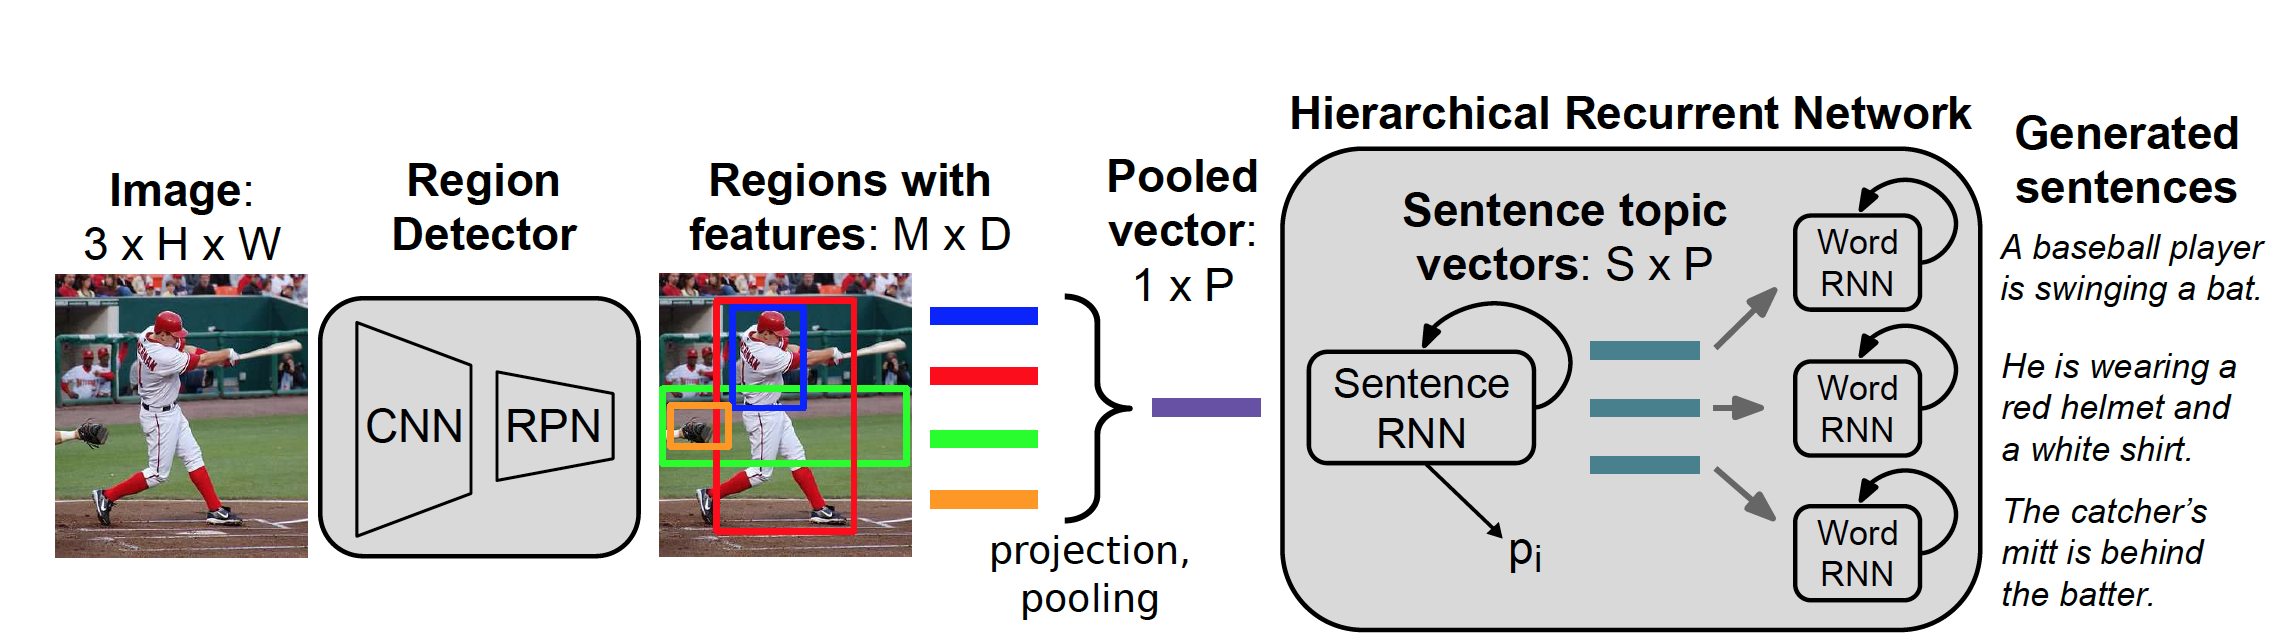 Image:
3 x H x W
Region
Detector
CNN
RPN
Regions with
features: M x D
projection,
pooling
Pooled
vector:
1 x P
Hierarchical Recurrent Network
Sentence
RNN
pi
Sentence topic
vectors: S x P
Word
RNN
Word
RNN
Word
RNN
Generated
sentences
A baseball player
is swinging a bat.
He is wearing a
red helmet and
a white shirt.
The catcher’s
mitt is behind
the batter.